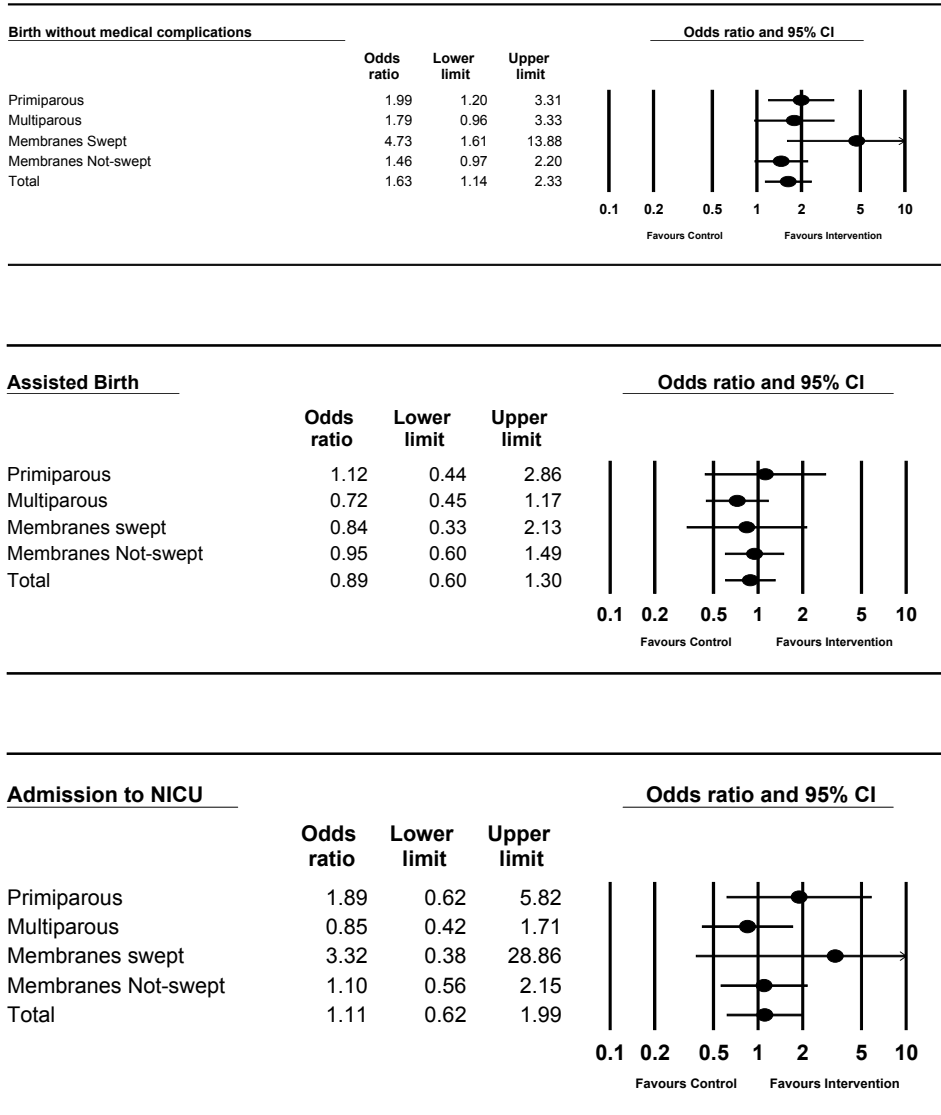 Birth without medical complications Odds ratio and 95% CI
Odds ratio Lower limit Upper limit
Primiparous 1.99 1.20 3.31
Multiparous 1.79 0.96 3.33
Membranes Swept 4.73 1.61 13.88
Membranes Not-swept 1.46 0.97 2.20
Total 1.63 1.14 2.33
0.1 0.2 0.5 1 2 5 10
Favours Control Favours Intervention
Assisted Birth Odds ratio and 95% CI
Odds ratio Lower limit Upper limit
Primiparous 1.12 0.44 2.86
Multiparous 0.72 0.45 1.17
Membranes swept 0.84 0.33 2.13
Membranes Not-swept 0.95 0.60 1.49
Total 0.89 0.60 1.30
0.1 0.2 0.5 1 2 5 10
Favours Control Favours Intervention
Admission to NICU Odds ratio and 95% CI
Odds ratio Lower limit Upper limit
Primiparous 1.89 0.62 5.82
Multiparous 0.85 0.42 1.71
Membranes swept 3.32 0.38 28.86
Membranes Not-swept 1.10 0.56 2.15
Total 1.11 0.62 1.99
0.1 0.2 0.5 1 2 5 10
Favours Control Favours Intervention